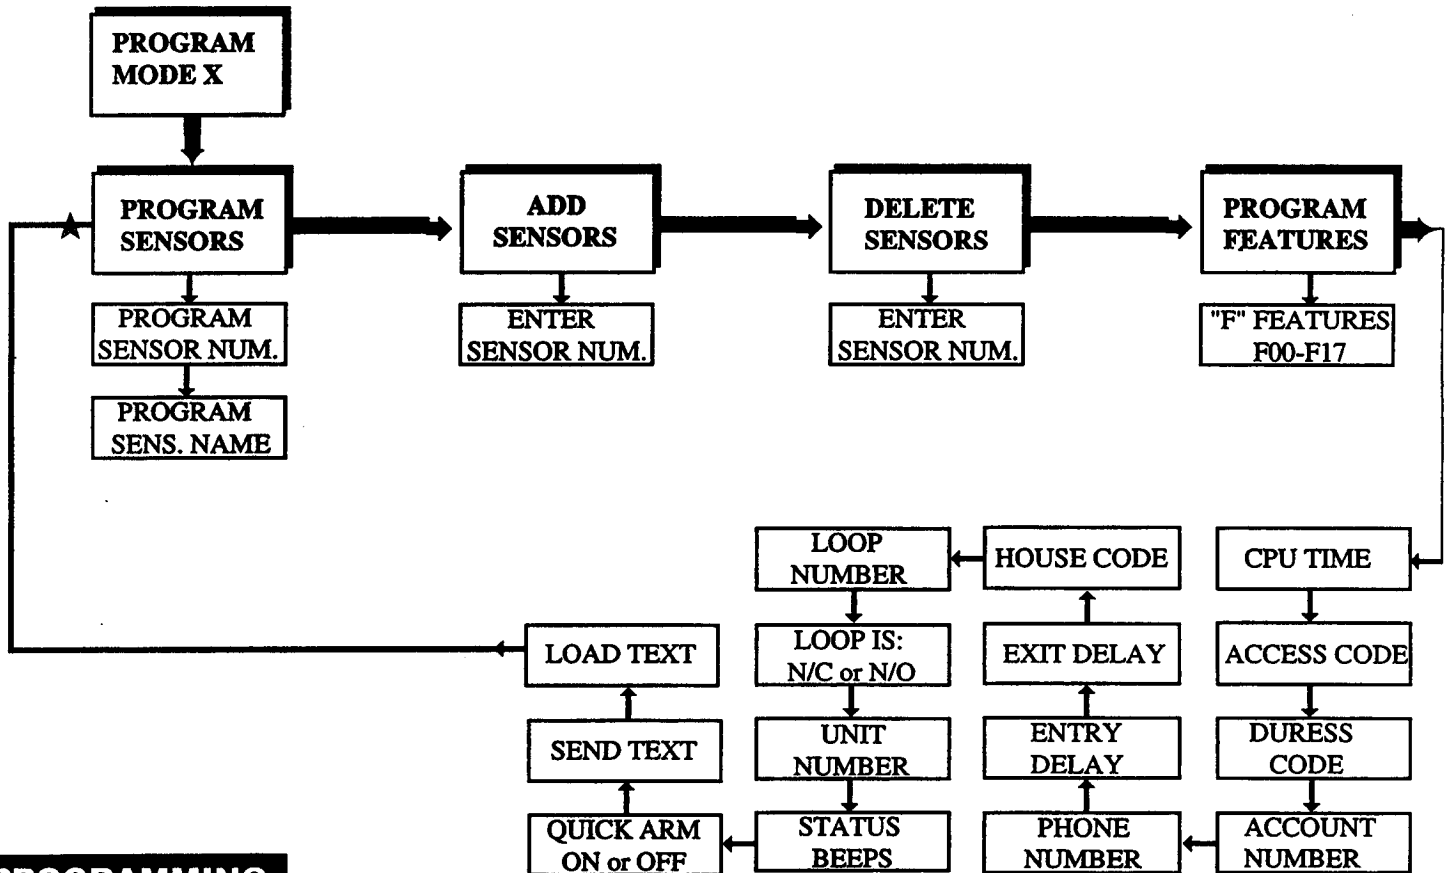 PROGRAM
MODE X
PROGRAM
SENSORS
ADD
SENSORS
DELETE
SENSORS
PROGRAM
FEATURES
PROGRAM
SENSOR NUM.
ENTER
SENSOR NUM.
ENTER
SENSOR NUM.
"F" FEATURES
F00-F17
PROGRAM
SENS. NAME
CPU TIME
ACCESS CODE
DURESS
CODE
ACCOUNT
NUMBER
PHONE
NUMBER
ENTRY
DELAY
EXIT DELAY
HOUSE CODE
LOOP
NUMBER
LOOP IS:
N/C or N/O
UNIT
NUMBER
STATUS
BEEPS
QUICK ARM
ON or OFF
SEND TEXT
LOAD TEXT
PROGRAMMING